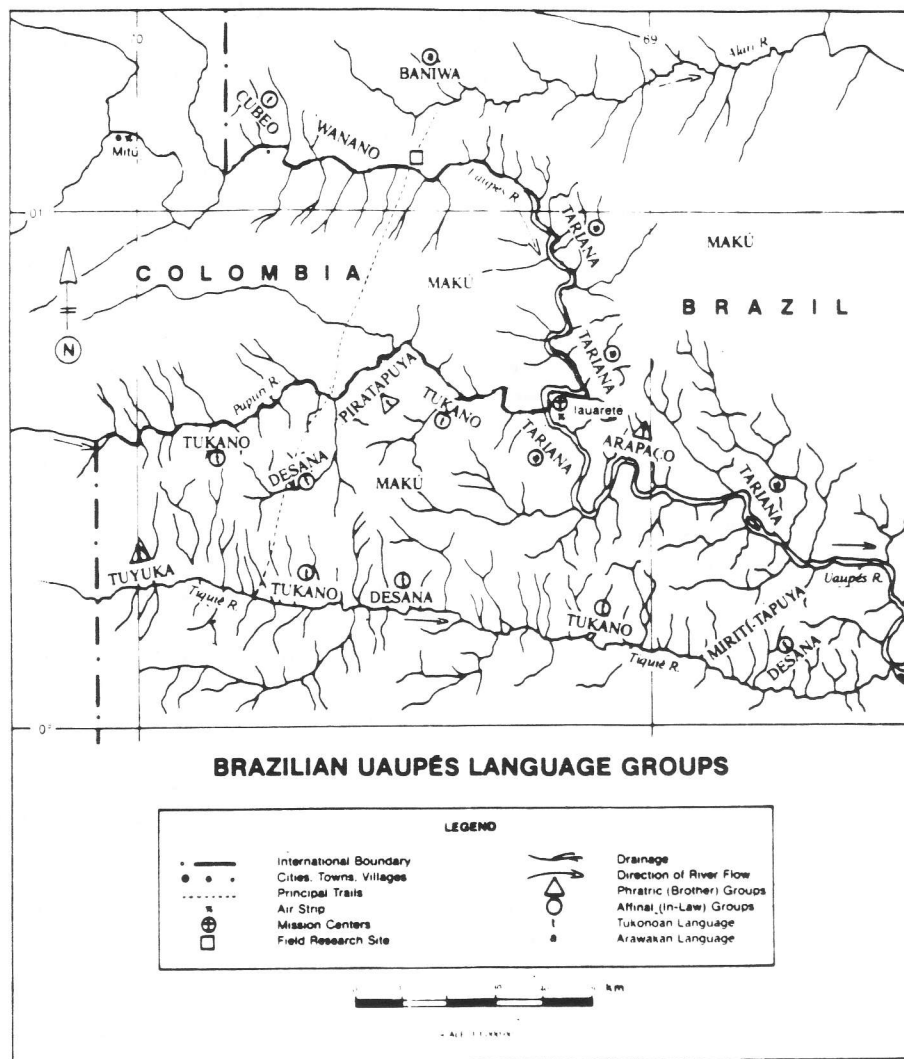 70
69
BANIWA
Aiari R.
CUBEO
WANANO
Mitú
Uaupés R.
01
TARIANA
MAKÚ
COLOMBIA
MAKÚ
BRAZIL
N
TARIANA
Papuri R.
PIRATAPUYA
TUKANO
Iauarete
TUKANO
TARIANA
ARAPAÇO
DESANA
MAKÚ
TARIANA
TUYUKA
Uaupés R.
Tiquié R.
TUKANO
DESANA
TUKANO
MIRITÍ-TAPUYA
DESANA
Tiquié R.
0°
BRAZILIAN UAUPÉS LANGUAGE GROUPS
LEGEND
International Boundary
Cities, Towns, Villages
Principal Trails
Air Strip
Mission Centers
Field Research Site
Drainage
Direction of River Flow
Phratric (Brother) Groups
Affinal (In-Law) Groups
t Tukonoan Language
a Arawakan Language
km